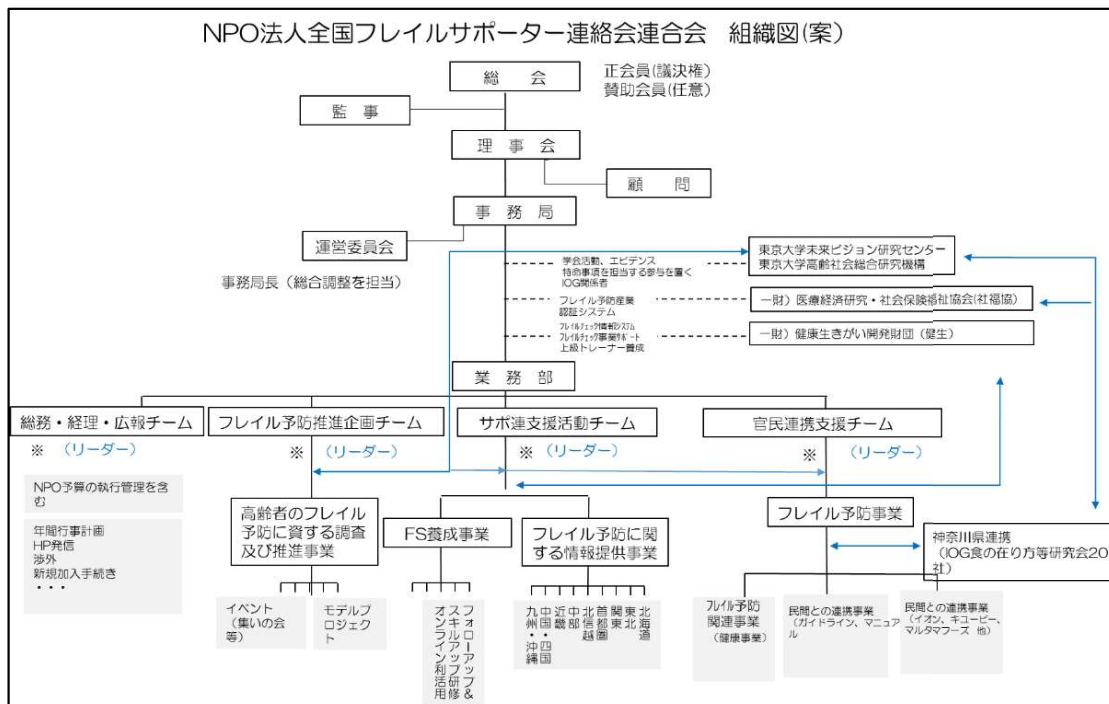 NPO法人全国フレイルサポーター連絡会連合会 組織図(案)
総 会
正会員(議決権)
賛助会員(任意)
監 事
理 事 会
顧 問
事 務 局
運営委員会
事務局長（総合調整を担当）
学会活動、エビデンス
特命事項を担当する参与を置く
IOG関係者
東京大学未来ビジョン研究センター
東京大学高齢社会総合研究機構
フレイル予防産業
認証システム
一財）医療経済研究・社会保険福祉協会(社福協)
フレイルチェック情報システム
フレイルチェック事業サポート
上級トレーナー養成
一財）健康生きがい開発財団（健生）
業 務 部
総務・経理・広報チーム
フレイル予防推進企画チーム
サポ連支援活動チーム
官民連携支援チーム
※ （リーダー）
※ （リーダー）
※ （リーダー）
※ （リーダー）
NPO予算の執行管理を含
む
年間行事計画
HP発信
渉外
新規加入手続き
・・・
高齢者のフレイル
予防に資する調査
及び推進事業
FS養成事業
フレイル予防に関
する情報提供事業
フレイル予防事業
神奈川県連携
（IOG食の在り方等研究会20
社）
イベント
（集いの会
等）
モデルプ
ロジェク
ト
フォローアップ&
スキルアップ研修
オンライン利活用
北海道
東北
関東
首都圏
北信越
中部
近畿
中国・四国
九州・沖縄
フレイル予防
関連事業
（健康事業）
民間との連携事業
（ガイドライン、マニュア
ル
民間との連携事業
（イオン、キユーピー、
マルタマフーズ 他）